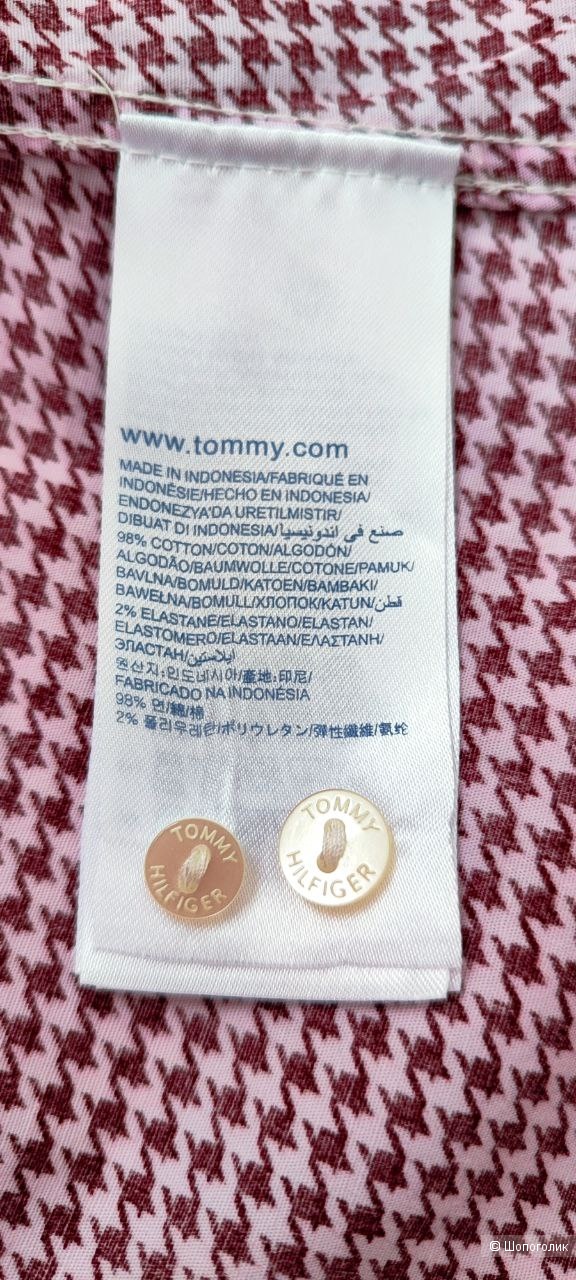 www.tommy.com
MADE IN INDONESIA/FABRIQUÉ EN
INDONÉSIE/HECHO EN INDONESIA/
ENDONEZYA'DA URETILMISTIR/
DIBUAT DI INDONESIA/صنع في اندونيسيا
98% COTTON/COTON/ALGODÓN/
ALGODÃO/BAUMWOLLE/COTONE/PAMUK/
BAVLNA/BOMULD/KATOEN/BAMBAKI/
BAWEŁNA/BOMULL/ХЛОПОК/KATUN/قطن
2% ELASTANE/ELASTANO/ELASTAN/
ELASTOMERO/ELASTAAN/ΕΛΑΣΤΑΝΗ/
ЭЛАСТАН/ايلاستين
원산지:인도네시아/產地:印尼/
FABRICADO NA INDONÉSIA
98% 면/綿/棉
2% 폴리우레탄/ポリウレタン/彈性纖維/氨纶
TOMMY
HILFIGER
TOMMY
HILFIGER
© Шопоголик